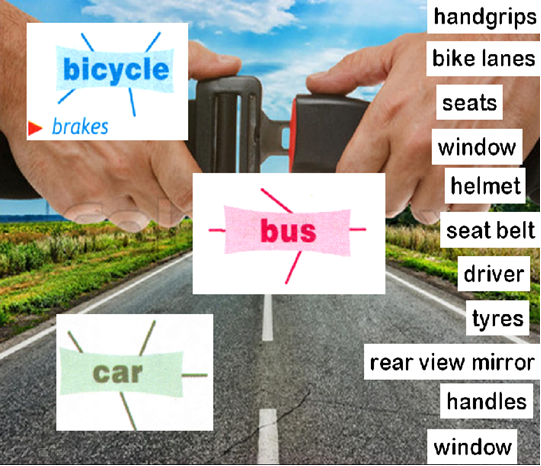 handgrips
bicycle
bike lanes
seats
brakes
window
helmet
bus
seat belt
driver
tyres
rear view mirror
car
handles
window